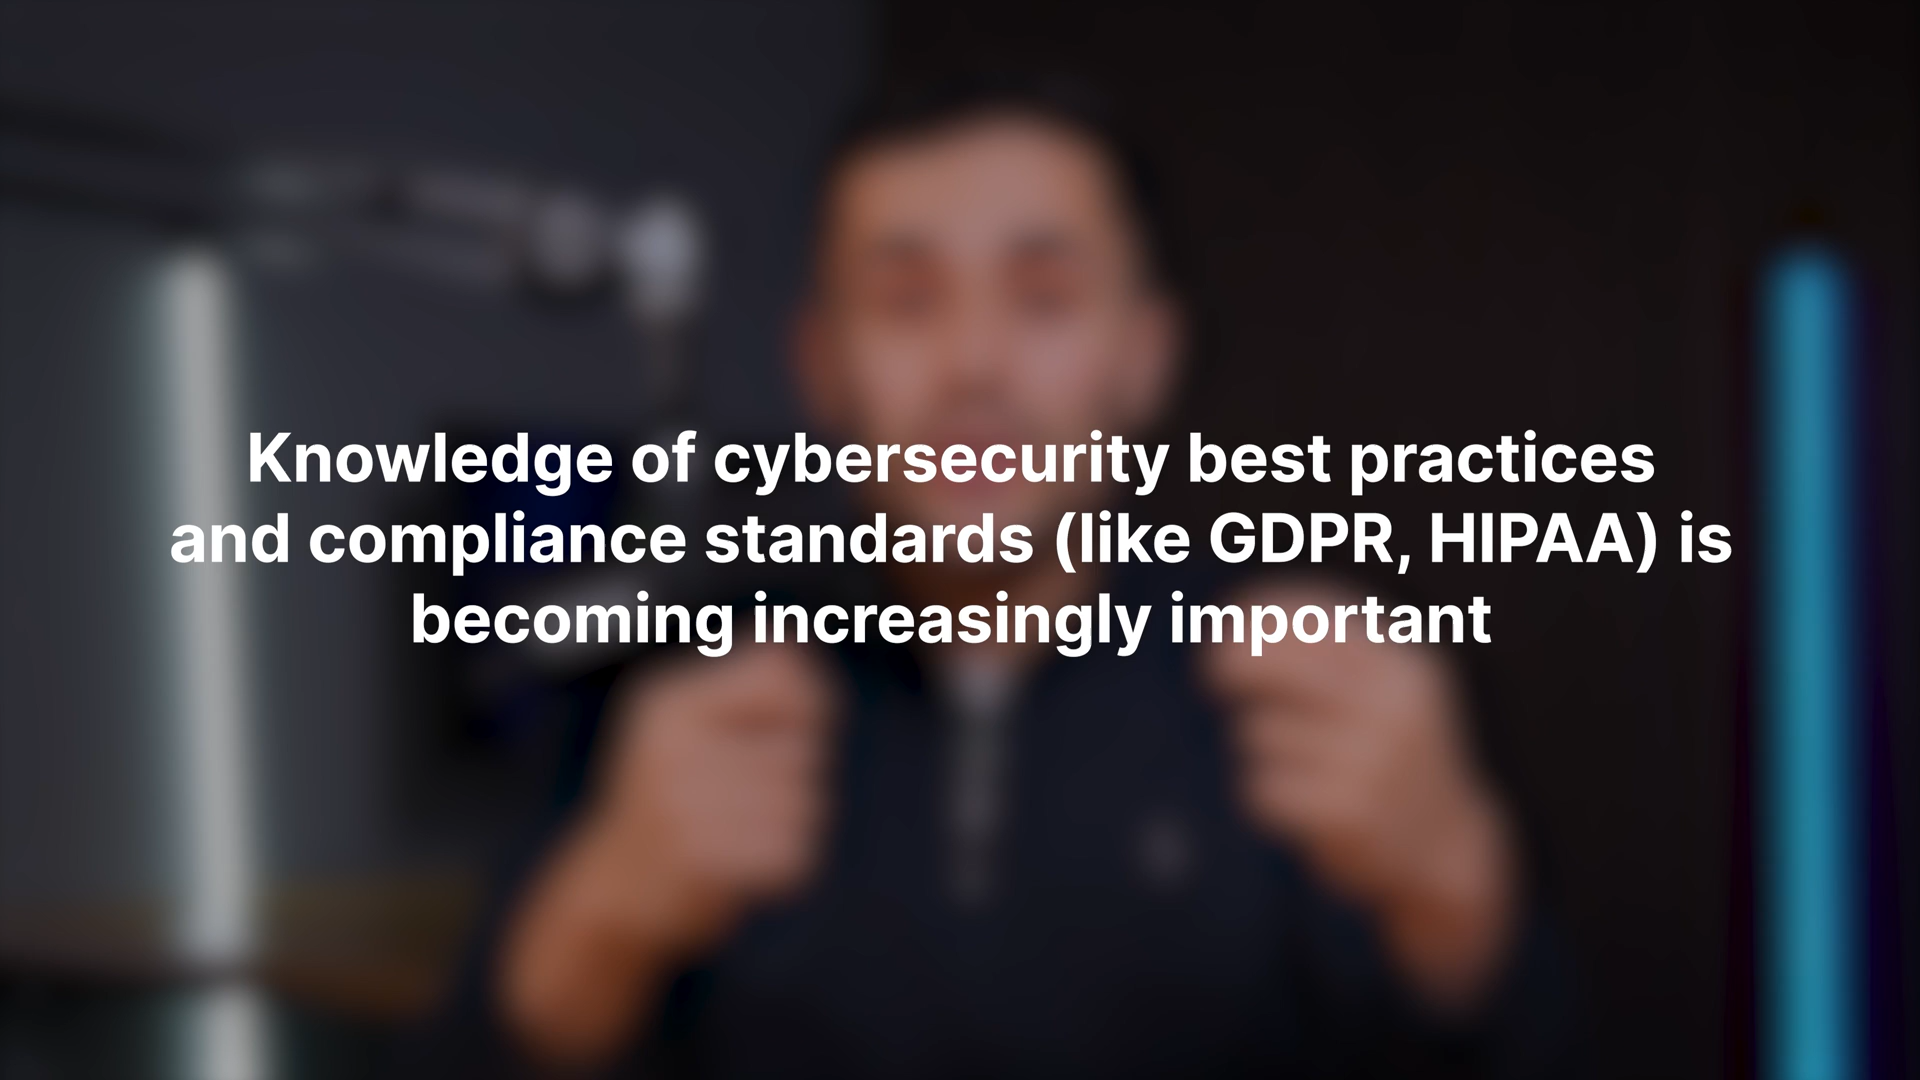 Knowledge of cybersecurity best practices
and compliance standards (like GDPR, HIPAA) is
becoming increasingly important